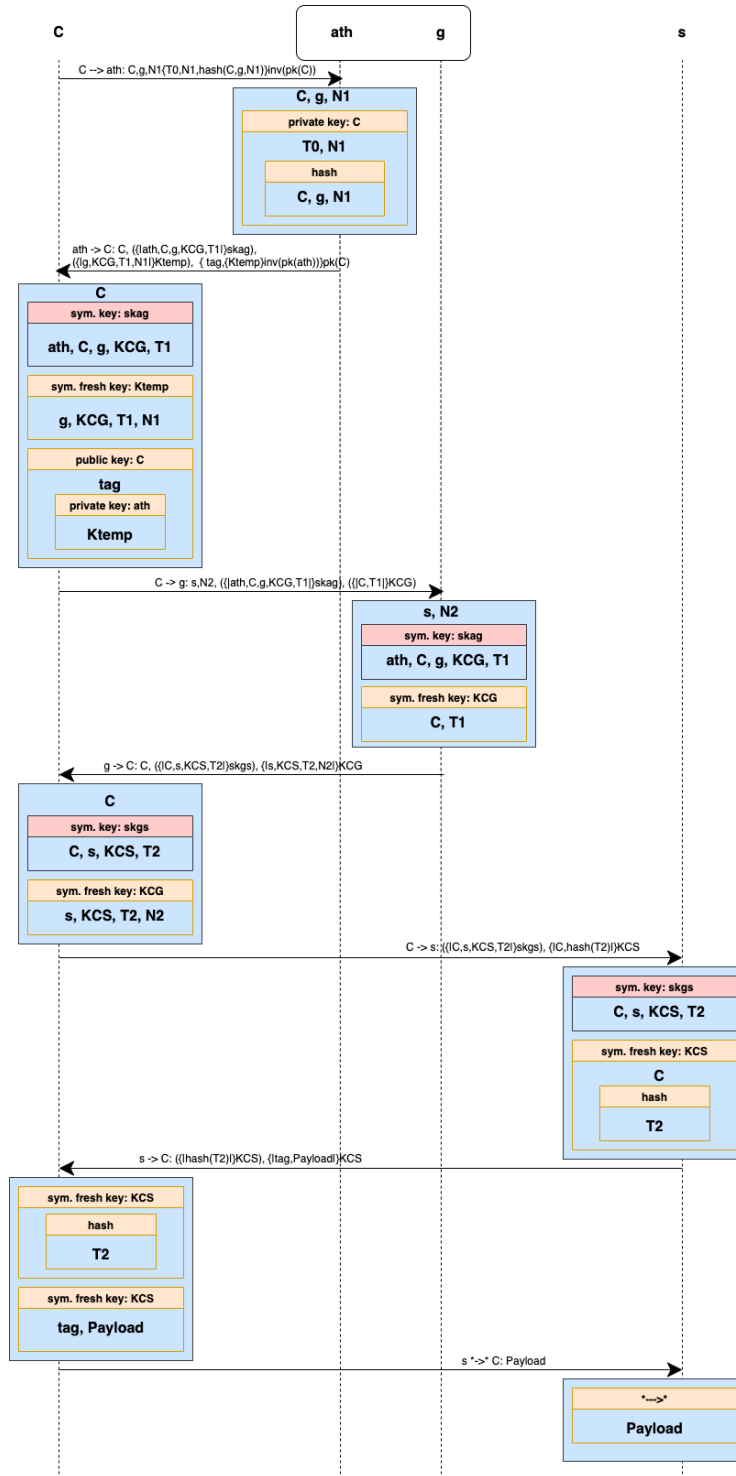 C ath g s
C --> ath: C,g,N1{T0,N1,hash(C,g,N1)}inv(pk(C))
C, g, N1
private key: C
T0, N1
hash
C, g, N1
ath -> C: C, ({|ath,C,g,KCG,T1|}skag),
({|g,KCG,T1,N1|}Ktemp), { tag,{Ktemp}inv(pk(ath))}pk(C)
C
sym. key: skag
ath, C, g, KCG, T1
sym. fresh key: Ktemp
g, KCG, T1, N1
public key: C
tag
private key: ath
Ktemp
C -> g: s,N2, ({|ath,C,g,KCG,T1|}skag), ({|C,T1|}KCG)
s, N2
sym. key: skag
ath, C, g, KCG, T1
sym. fresh key: KCG
C, T1
g -> C: C, ({|C,s,KCS,T2|}skgs), {|s,KCS,T2,N2|}KCG
C
sym. key: skgs
C, s, KCS, T2
sym. fresh key: KCG
s, KCS, T2, N2
C -> s: ({|C,s,KCS,T2|}skgs), {|C,hash(T2)|}KCS
sym. key: skgs
C, s, KCS, T2
sym. fresh key: KCS
C
hash
T2
s -> C: ({|hash(T2)|}KCS), {|tag,Payload|}KCS
sym. fresh key: KCS
hash
T2
sym. fresh key: KCS
tag, Payload
s *->* C: Payload
*--->*
Payload